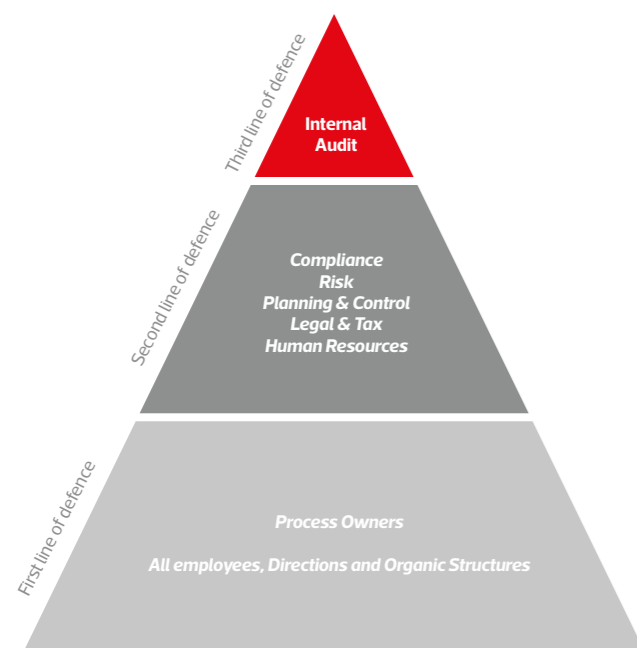 Third line of defence
Internal
Audit
Second line of defence
Compliance
Risk
Planning & Control
Legal & Tax
Human Resources
First line of defence
Process Owners
All employees, Directions and Organic Structures